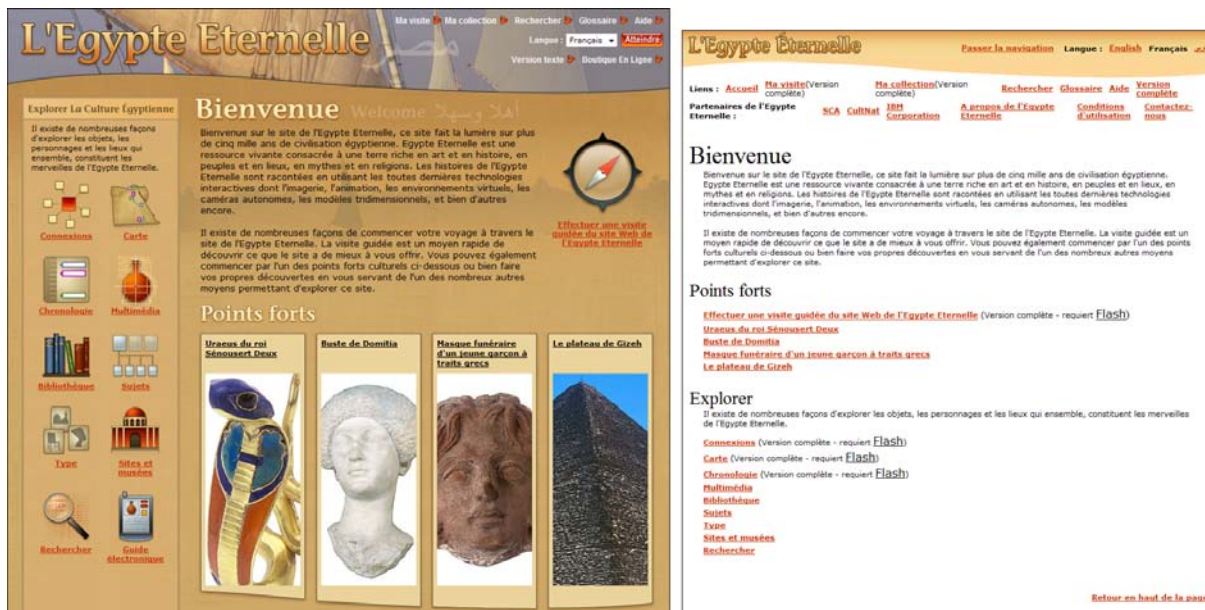 L'Egypte Eternelle
Ma visite Ma collection Rechercher Glossaire Aide
Langue : Français Atteindre
Version texte Boutique En Ligne
مصر
Explorer La Culture Égyptienne
Il existe de nombreuses façons
d'explorer les objets, les
personnages et les lieux qui
ensemble, constituent les
merveilles de l'Egypte Eternelle.
Connexions Carte
Chronologie Multimédia
Bibliothèque Sujets
Type Sites et
musées
Rechercher Guide
électronique
Bienvenue Welcome أهلا وسهلا
Bienvenue sur le site de l'Egypte Eternelle, ce site fait la lumière sur plus
de cinq mille ans de civilisation égyptienne. Egypte Eternelle est une
ressource vivante consacrée à une terre riche en art et en histoire, en
peuples et en lieux, en mythes et en religions. Les histoires de l'Egypte
Eternelle sont racontées en utilisant les toutes dernières technologies
interactives dont l'imagerie, l'animation, les environnements virtuels, les
caméras autonomes, les modèles tridimensionnels, et bien d'autres
encore.
Il existe de nombreuses façons de commencer votre voyage à travers le
site de l'Egypte Eternelle. La visite guidée est un moyen rapide de
découvrir ce que le site a de mieux à vous offrir. Vous pouvez également
commencer par l'un des points forts culturels ci-dessous ou bien faire
vos propres découvertes en vous servant de l'un des nombreux autres
moyens permettant d'explorer ce site.
Effectuer une visite
guidée du site Web de
l'Egypte Eternelle
Points forts
Uraeus du roi
Sénousert Deux
Buste de Domitia
Masque funéraire
d'un jeune garçon à
traits grecs
Le plateau de Gizeh
L'Egypte Éternelle
Passer la navigation Langue : English Français
Liens : Accueil Ma visite(Version
complète) Ma collection(Version
complète) Rechercher Glossaire Aide Version
complète
Partenaires de l'Egypte
Eternelle : SCA CultNat IBM
Corporation A propos de l'Egypte
Eternelle Conditions
d'utilisation Contactez-
nous
Bienvenue
Bienvenue sur le site de l'Egypte Eternelle, ce site fait la lumière sur plus de cinq mille ans de civilisation égyptienne.
Egypte Eternelle est une ressource vivante consacrée à une terre riche en art et en histoire, en peuples et en lieux, en
mythes et en religions. Les histoires de l'Egypte Eternelle sont racontées en utilisant les toutes dernières technologies
interactives dont l'imagerie, l'animation, les environnements virtuels, les caméras autonomes, les modèles
tridimensionnels, et bien d'autres encore.
Il existe de nombreuses façons de commencer votre voyage à travers le site de l'Egypte Eternelle. La visite guidée est un
moyen rapide de découvrir ce que le site a de mieux à vous offrir. Vous pouvez également commencer par l'un des points
forts culturels ci-dessous ou bien faire vos propres découvertes en vous servant de l'un des nombreux autres moyens
permettant d'explorer ce site.
Points forts
Effectuer une visite guidée du site Web de l'Egypte Eternelle (Version complète - requiert Flash)
Uraeus du roi Sénousert Deux
Buste de Domitia
Masque funéraire d'un jeune garçon à traits grecs
Le plateau de Gizeh
Explorer
Il existe de nombreuses façons d'explorer les objets, les personnages et les lieux qui ensemble, constituent les merveilles
de l'Egypte Eternelle.
Connexions (Version complète - requiert Flash)
Carte (Version complète - requiert Flash)
Chronologie (Version complète - requiert Flash)
Multimédia
Bibliothèque
Sujets
Type
Sites et musées
Rechercher
Retour en haut de la page